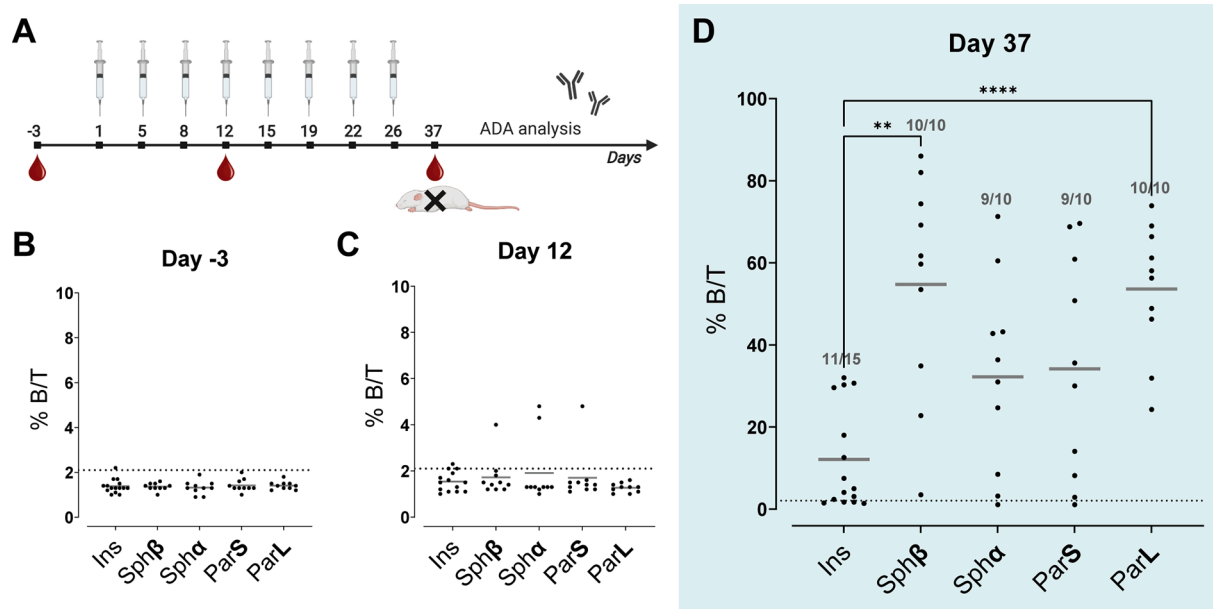 A
-3 1 5 8 12 15 19 22 26 37 ADA analysis
Days
B
Day -3
% B/T
10
8
6
4
2
0
Ins Sphβ Sphα ParS ParL
C
Day 12
% B/T
10
8
6
4
2
0
Ins Sphβ Sphα ParS ParL
D
Day 37
% B/T
100
80
60
40
20
0
****
**
11/15 10/10 9/10 9/10 10/10
Ins Sphβ Sphα ParS ParL